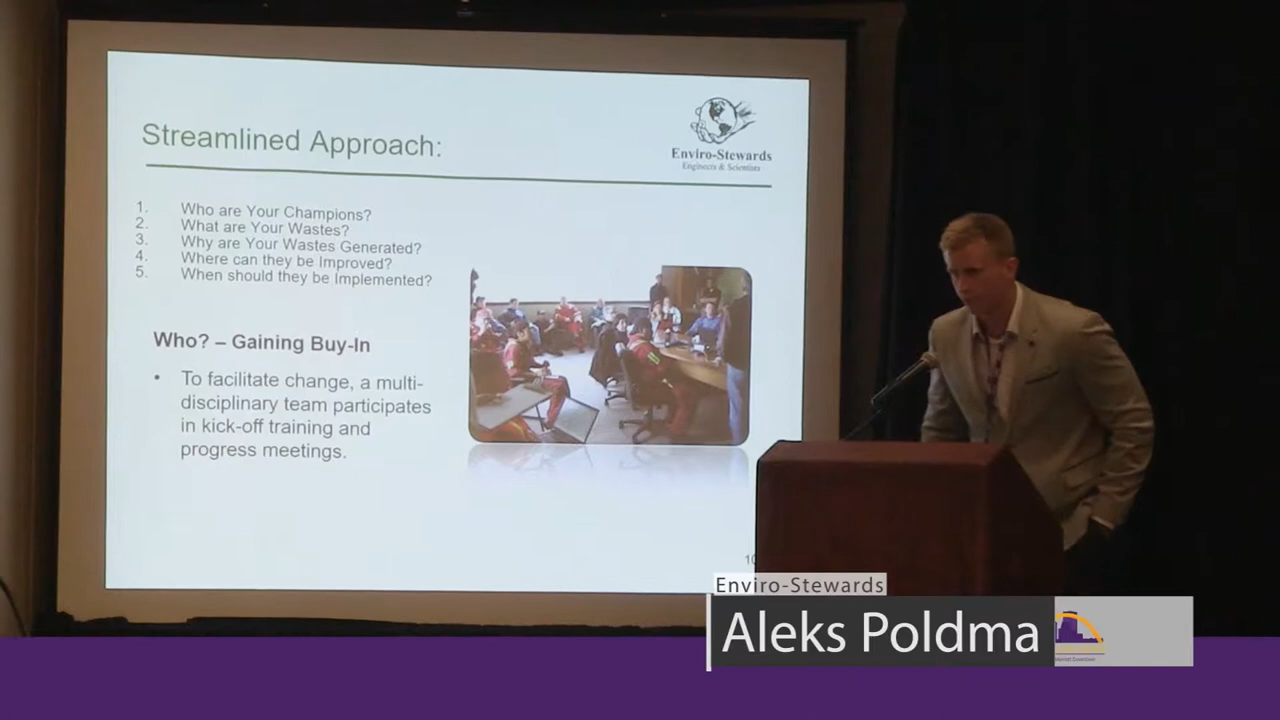 Streamlined Approach:
Enviro-Stewards
Engineers & Scientists
1. Who are Your Champions?
2. What are Your Wastes?
3. Why are Your Wastes Generated?
4. Where can they be Improved?
5. When should they be Implemented?
Who? – Gaining Buy-In
• To facilitate change, a multi-
disciplinary team participates
in kick-off training and
progress meetings.
Enviro-Stewards
Aleks Poldma